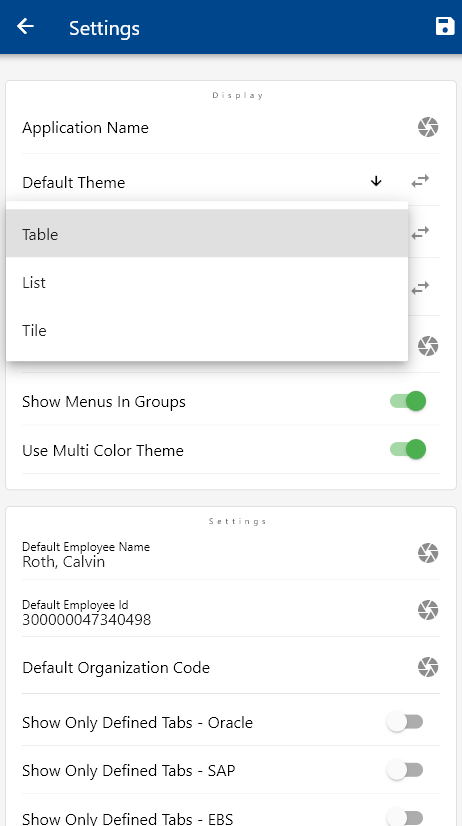 Settings
Display
Application Name
Default Theme
Table
List
Tile
Show Menus In Groups
Use Multi Color Theme
Settings
Default Employee Name
Roth, Calvin
Default Employee Id
300000047340498
Default Organization Code
Show Only Defined Tabs - Oracle
Show Only Defined Tabs - SAP
Show Only Defined Tabs - EBS